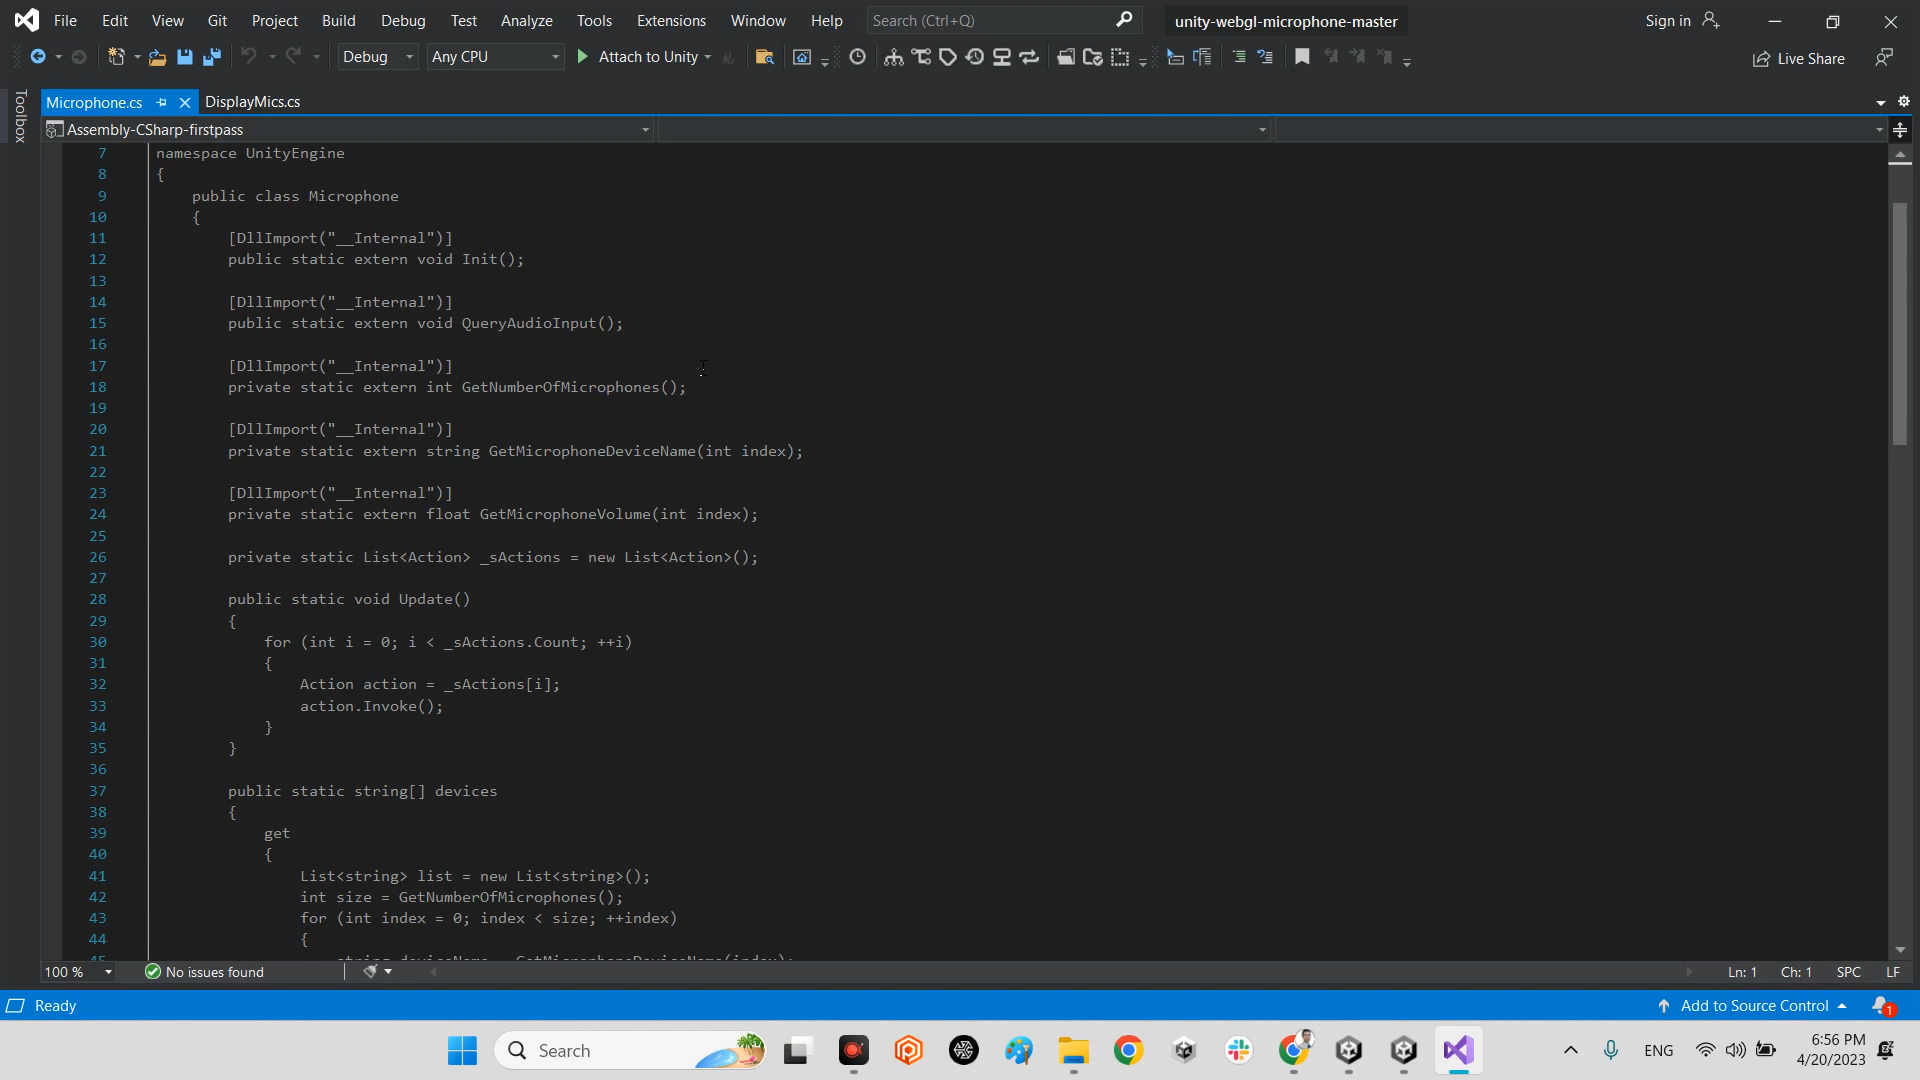 File Edit View Git Project Build Debug Test Analyze Tools Extensions Window Help Search (Ctrl+Q) unity-webgl-microphone-master Sign in
Debug Any CPU Attach to Unity Live Share
Toolbox
Microphone.cs DisplayMics.cs
Assembly-CSharp-firstpass
7 namespace UnityEngine
8 {
9 public class Microphone
10 {
11 [DllImport("__Internal")]
12 public static extern void Init();
13
14 [DllImport("__Internal")]
15 public static extern void QueryAudioInput();
16
17 [DllImport("__Internal")]
18 private static extern int GetNumberOfMicrophones();
19
20 [DllImport("__Internal")]
21 private static extern string GetMicrophoneDeviceName(int index);
22
23 [DllImport("__Internal")]
24 private static extern float GetMicrophoneVolume(int index);
25
26 private static List<Action> _sActions = new List<Action>();
27
28 public static void Update()
29 {
30 for (int i = 0; i < _sActions.Count; ++i)
31 {
32 Action action = _sActions[i];
33 action.Invoke();
34 }
35 }
36
37 public static string[] devices
38 {
39 get
40 {
41 List<string> list = new List<string>();
42 int size = GetNumberOfMicrophones();
43 for (int index = 0; index < size; ++index)
44 {
45 string deviceName = GetMicrophoneDeviceName(index);
100 % No issues found Ln: 1 Ch: 1 SPC LF
Ready Add to Source Control 1
Search ENG 6:56 PM
4/20/2023